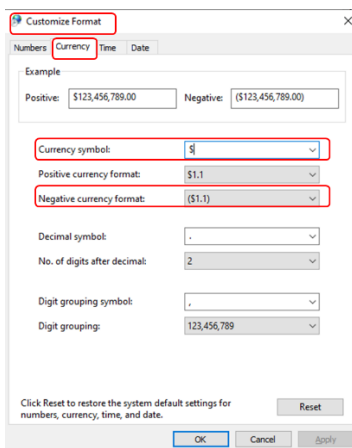 Customize Format
Numbers Currency Time Date
Example
Positive: $123,456,789.00 Negative: ($123,456,789.00)
Currency symbol: $
Positive currency format: $1.1
Negative currency format: ($1.1)
Decimal symbol: .
No. of digits after decimal: 2
Digit grouping symbol: ,
Digit grouping: 123,456,789
Click Reset to restore the system default settings for
numbers, currency, time, and date.
Reset
OK Cancel Apply